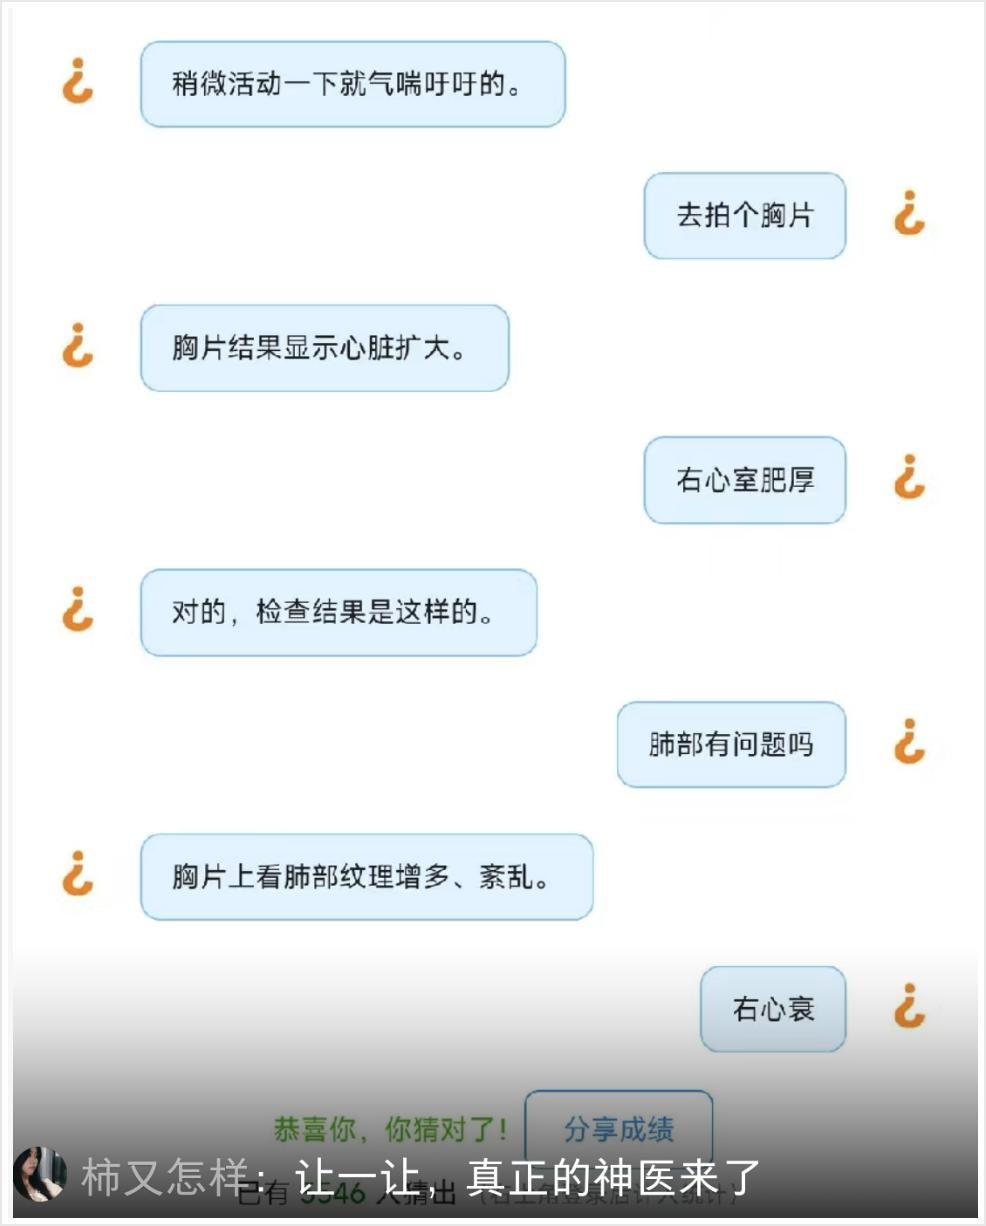 稍微活动一下就气喘吁吁的。
去拍个胸片
胸片结果显示心脏扩大。
右心室肥厚
对的，检查结果是这样的。
肺部有问题吗
胸片上看肺部纹理增多、紊乱。
右心衰
恭喜你，你猜对了！ 分享成绩
柿又怎样：让一让，真正的神医来了
已有 5546 人猜出